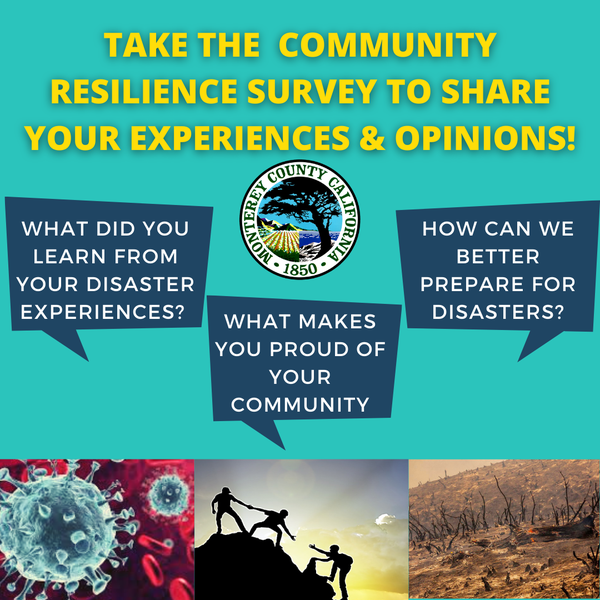 TAKE THE COMMUNITY
RESILIENCE SURVEY TO SHARE
YOUR EXPERIENCES & OPINIONS!
MONTEREY COUNTY CALIFORNIA
• 1850 •
WHAT DID YOU
LEARN FROM
YOUR DISASTER
EXPERIENCES?
WHAT MAKES
YOU PROUD OF
YOUR
COMMUNITY
HOW CAN WE
BETTER
PREPARE FOR
DISASTERS?